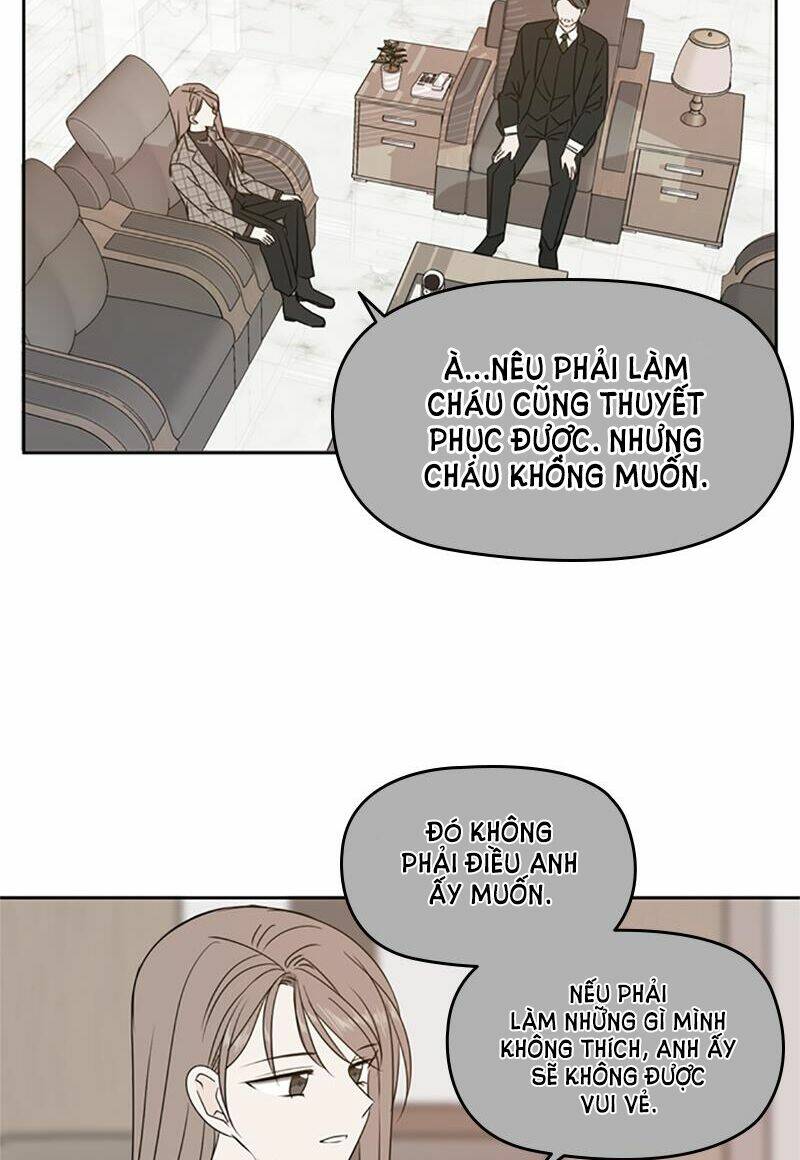 À...NÊU PHẢI LÀM
CHÁU CŨNG THUYẾT
PHỤC ĐƯỢC. NHƯNG
CHÁU KHÔNG MUỐN.
ĐÓ KHÔNG
PHẢI ĐIỀU ANH
ẤY MUỐN.
NẾU PHẢI
LÀM NHỮNG GÌ MÌNH
KHÔNG THÍCH, ANH ẤY
SẼ KHÔNG ĐƯỢC
VUI VẺ.